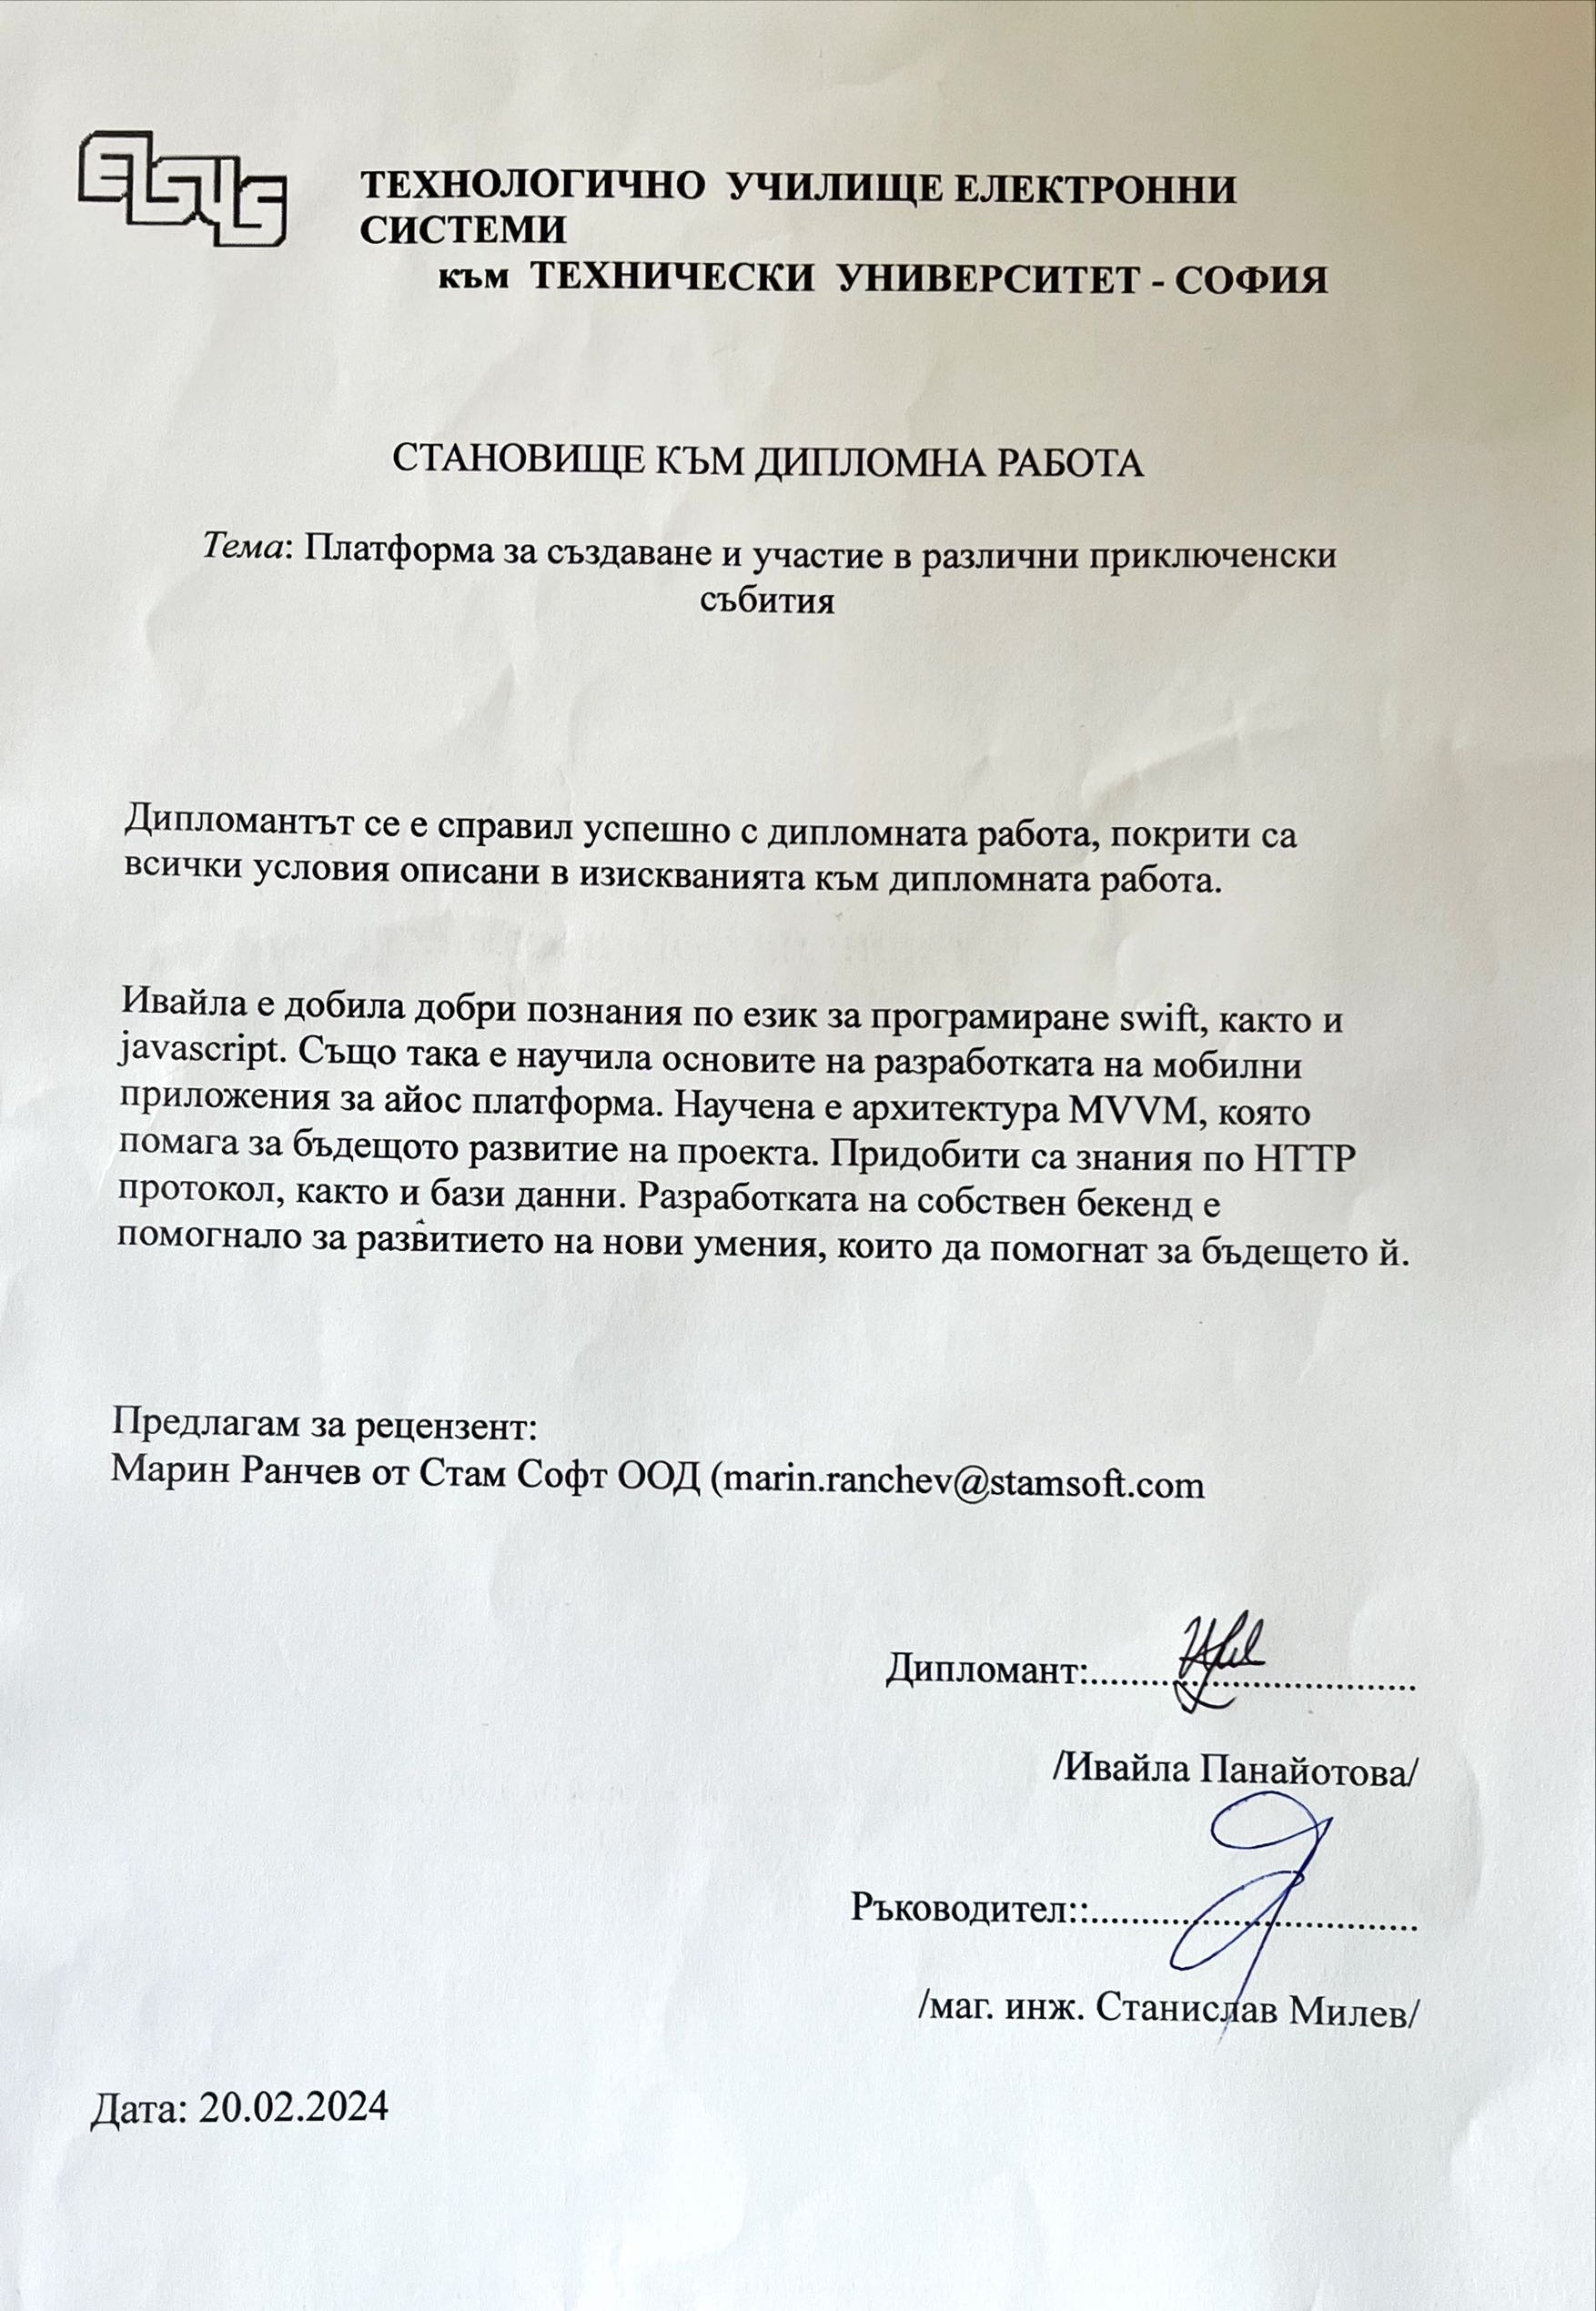 ELSYS
ТЕХНОЛОГИЧНО УЧИЛИЩЕ ЕЛЕКТРОННИ
СИСТЕМИ
към ТЕХНИЧЕСКИ УНИВЕРСИТЕТ - СОФИЯ
СТАНОВИЩЕ КЪМ ДИПЛОМНА РАБОТА
Тема: Платформа за създаване и участие в различни приключенски
събития
Дипломантът се е справил успешно с дипломната работа, покрити са
всички условия описани в изискванията към дипломната работа.
Ивайла е добила добри познания по език за програмиране swift, както и
javascript. Също така е научила основите на разработката на мобилни
приложения за айос платформа. Научена е архитектура MVVM, която
помага за бъдещото развитие на проекта. Придобити са знания по HTTP
протокол, както и бази данни. Разработката на собствен бекенд е
помогнало за развитието на нови умения, които да помогнат за бъдещето й.
Предлагам за рецензент:
Марин Ранчев от Стам Софт ООД (marin.ranchev@stamsoft.com
Дипломант:................................
/Ивайла Панайотова/
Ръководител::................................
/маг. инж. Станислав Милев/
Дата: 20.02.2024